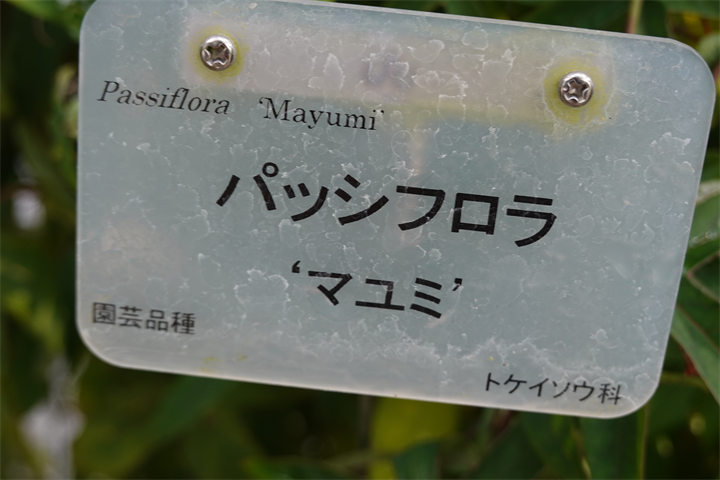 Passiflora 'Mayumi'
パッシフロラ
‘マユミ’
園芸品種
トケイソウ科